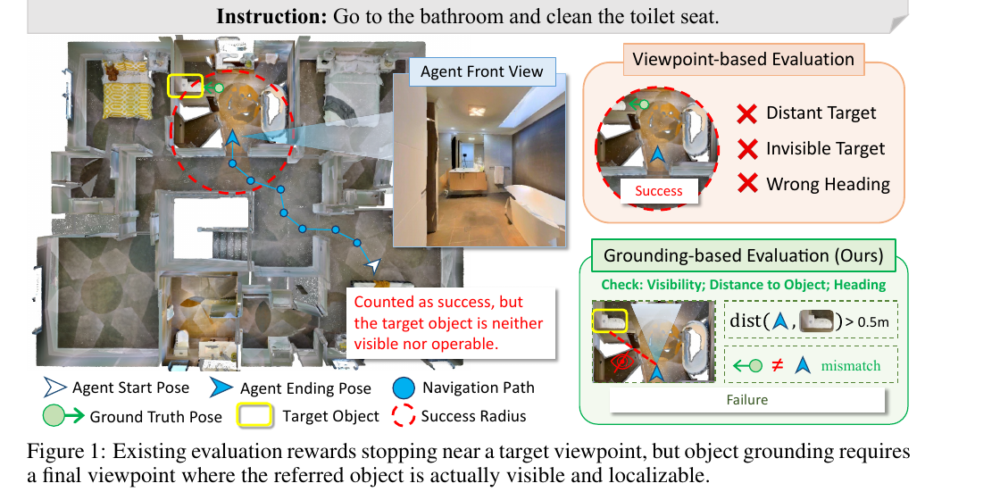 Instruction: Go to the bathroom and clean the toilet seat.
Agent Front View
Counted as success, but
the target object is neither
visible nor operable.
Agent Start Pose
Agent Ending Pose
Navigation Path
Ground Truth Pose
Target Object
Success Radius
Viewpoint-based Evaluation
Success
Distant Target
Invisible Target
Wrong Heading
Grounding-based Evaluation (Ours)
Check: Visibility; Distance to Object; Heading
dist( , ) > 0.5m
≠ mismatch
Failure
Figure 1: Existing evaluation rewards stopping near a target viewpoint, but object grounding requires
a final viewpoint where the referred object is actually visible and localizable.